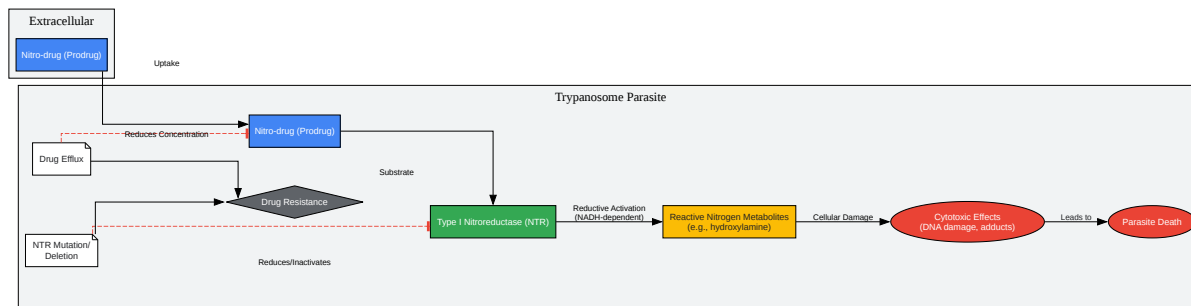 Extracellular
Nitro-drug (Prodrug)
Uptake
Trypanosome Parasite
Reduces Concentration
Nitro-drug (Prodrug)
Drug Efflux
Substrate
Drug Resistance
Type I Nitroreductase (NTR)
Reductive Activation
(NADH-dependent)
Reactive Nitrogen Metabolites
(e.g., hydroxylamine)
Cellular Damage
Cytotoxic Effects
(DNA damage, adducts)
Leads to
Parasite Death
NTR Mutation/
Deletion
Reduces/Inactivates